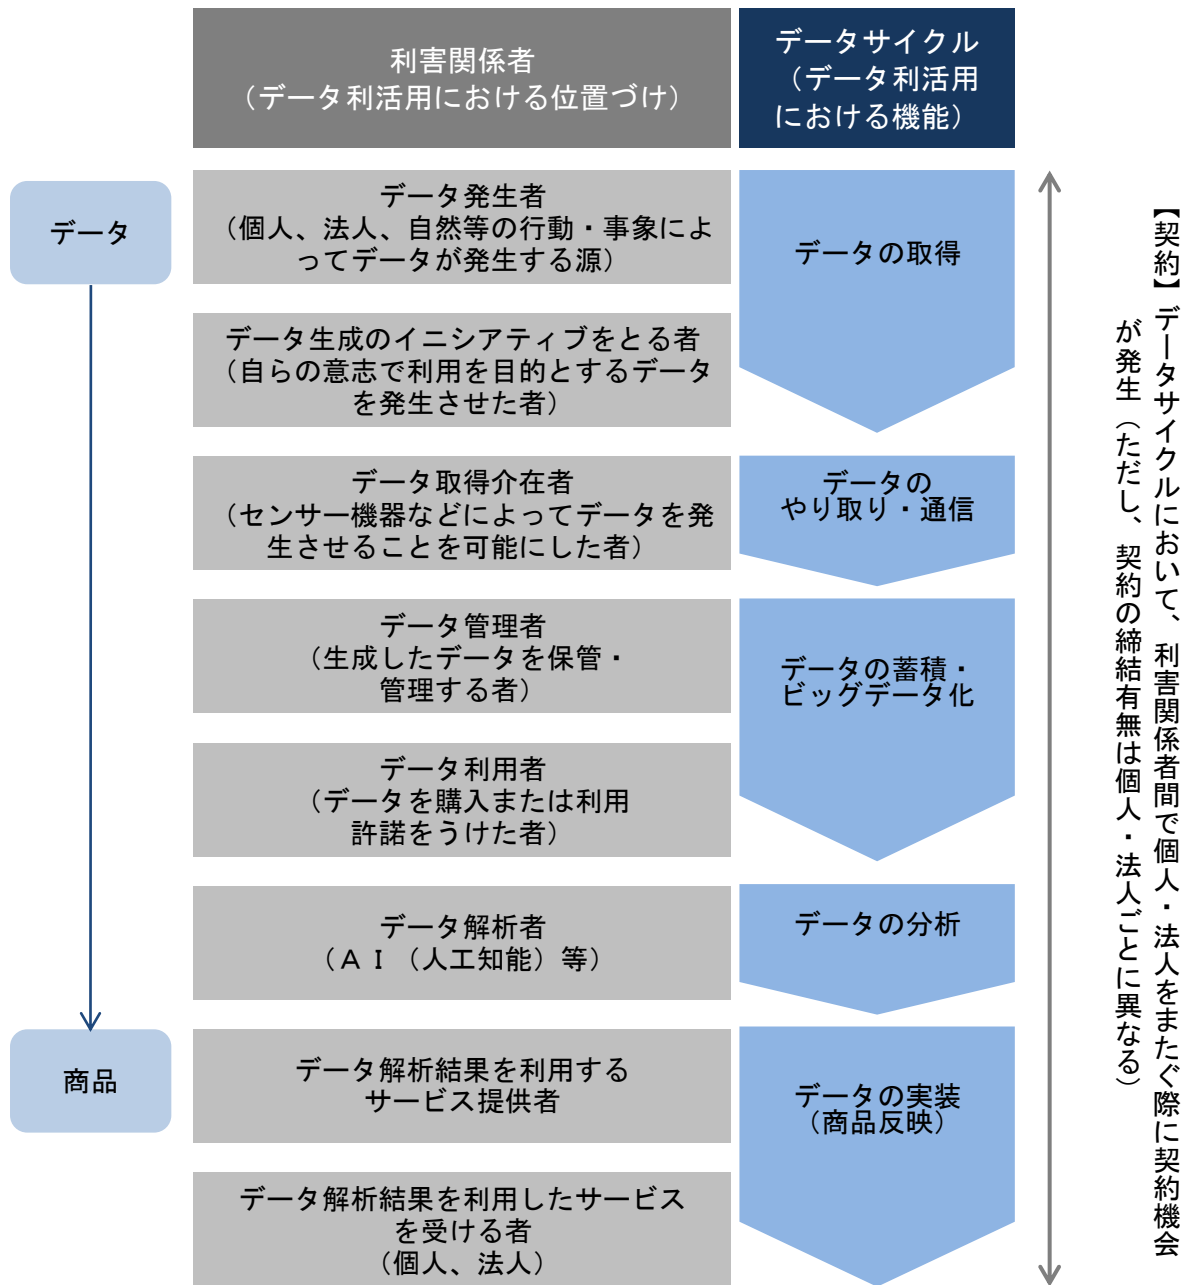 利害関係者
（データ利活用における位置づけ）
データサイクル
（データ利活用
における機能）
データ
データ発生者
（個人、法人、自然等の行動・事象によ
ってデータが発生する源）
データの取得
データ生成のイニシアティブをとる者
（自らの意志で利用を目的とするデータ
を発生させた者）
データ取得介在者
（センサー機器などによってデータを発
生させることを可能にした者）
データの
やり取り・通信
データ管理者
（生成したデータを保管・
管理する者）
データの蓄積・
ビッグデータ化
データ利用者
（データを購入または利用
許諾をうけた者）
データ解析者
（ＡＩ（人工知能）等）
データの分析
商品
データ解析結果を利用する
サービス提供者
データの実装
（商品反映）
データ解析結果を利用したサービス
を受ける者
（個人、法人）
【契約】データサイクルにおいて、利害関係者間で個人・法人をまたぐ際に契約機会
が発生（ただし、契約の締結有無は個人・法人ごとに異なる）